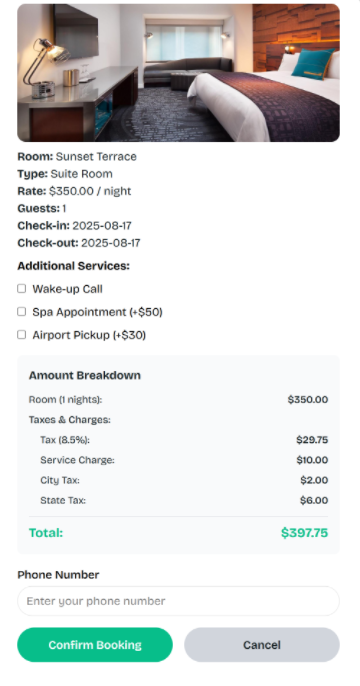 Room: Sunset Terrace
Type: Suite Room
Rate: $350.00 / night
Guests: 1
Check-in: 2025-08-17
Check-out: 2025-08-17
Additional Services:
Wake-up Call
Spa Appointment (+$50)
Airport Pickup (+$30)
Amount Breakdown
Room (1 nights): $350.00
Taxes & Charges:
Tax (8.5%): $29.75
Service Charge: $10.00
City Tax: $2.00
State Tax: $6.00
Total: $397.75
Phone Number
Enter your phone number
Confirm Booking Cancel